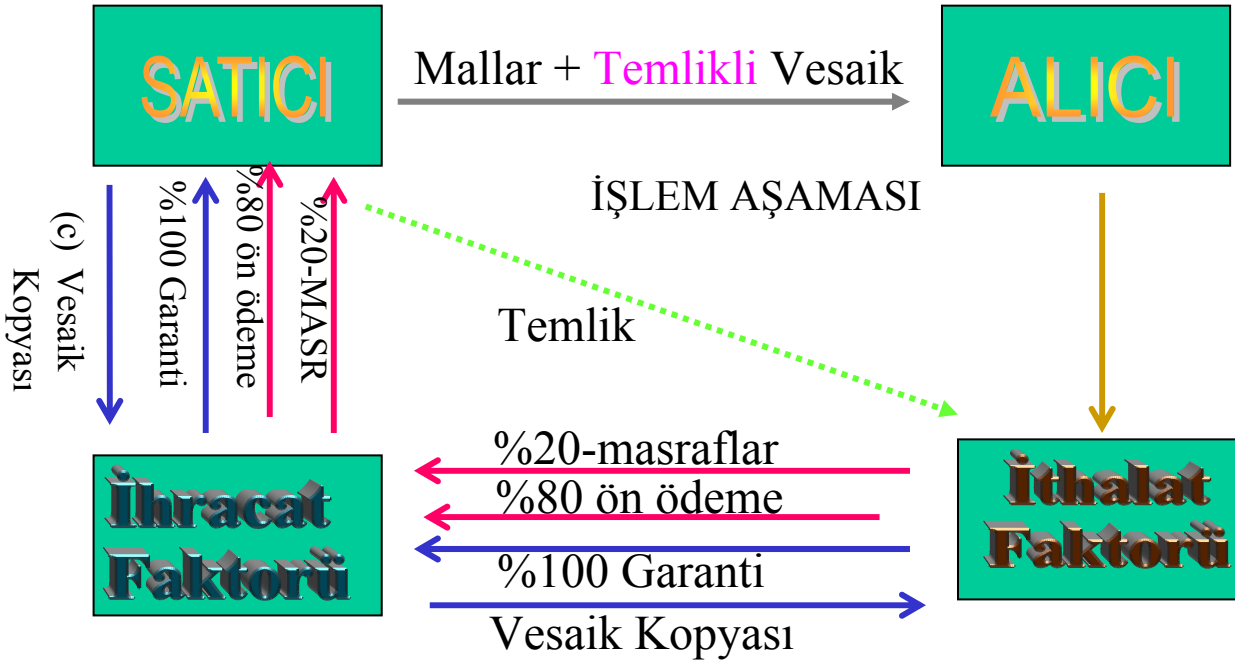 SATICI
Mallar + Temlikli Vesaik
ALICI
(c) Vesaik
Kopyası
%100 Garanti
%80 ön ödeme
%20-MASR
İŞLEM AŞAMASI
Temlik
İhracat
Faktorü
%20-masraflar
%80 ön ödeme
%100 Garanti
Vesaik Kopyası
İthalat
Faktorü